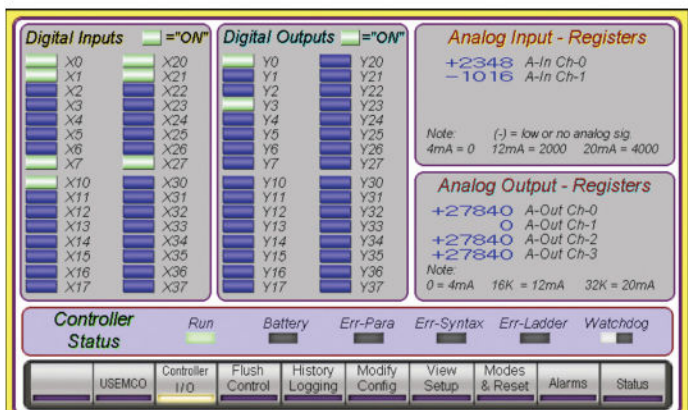 Digital Inputs ="ON"
X0 X20
X1 X21
X2 X22
X3 X23
X4 X24
X5 X25
X6 X26
X7 X27
X10 X30
X11 X31
X12 X32
X13 X33
X14 X34
X15 X35
X16 X36
X17 X37
Digital Outputs ="ON"
Y0 Y20
Y1 Y21
Y2 Y22
Y3 Y23
Y4 Y24
Y5 Y25
Y6 Y26
Y7 Y27
Y10 Y30
Y11 Y31
Y12 Y32
Y13 Y33
Y14 Y34
Y15 Y35
Y16 Y36
Y17 Y37
Analog Input - Registers
+2348 A-In Ch-0
-1016 A-In Ch-1
Note: (-) = low or no analog sig.
4mA = 0 12mA = 2000 20mA = 4000
Analog Output - Registers
+27840 A-Out Ch-0
0 A-Out Ch-1
+27840 A-Out Ch-2
+27840 A-Out Ch-3
Note:
0 = 4mA 16K = 12mA 32K = 20mA
Controller Status
Run Battery Err-Para Err-Syntax Err-Ladder Watchdog
USEMCO
Controller I/O
Flush Control
History Logging
Modify Config
View Setup
Modes & Reset
Alarms
Status